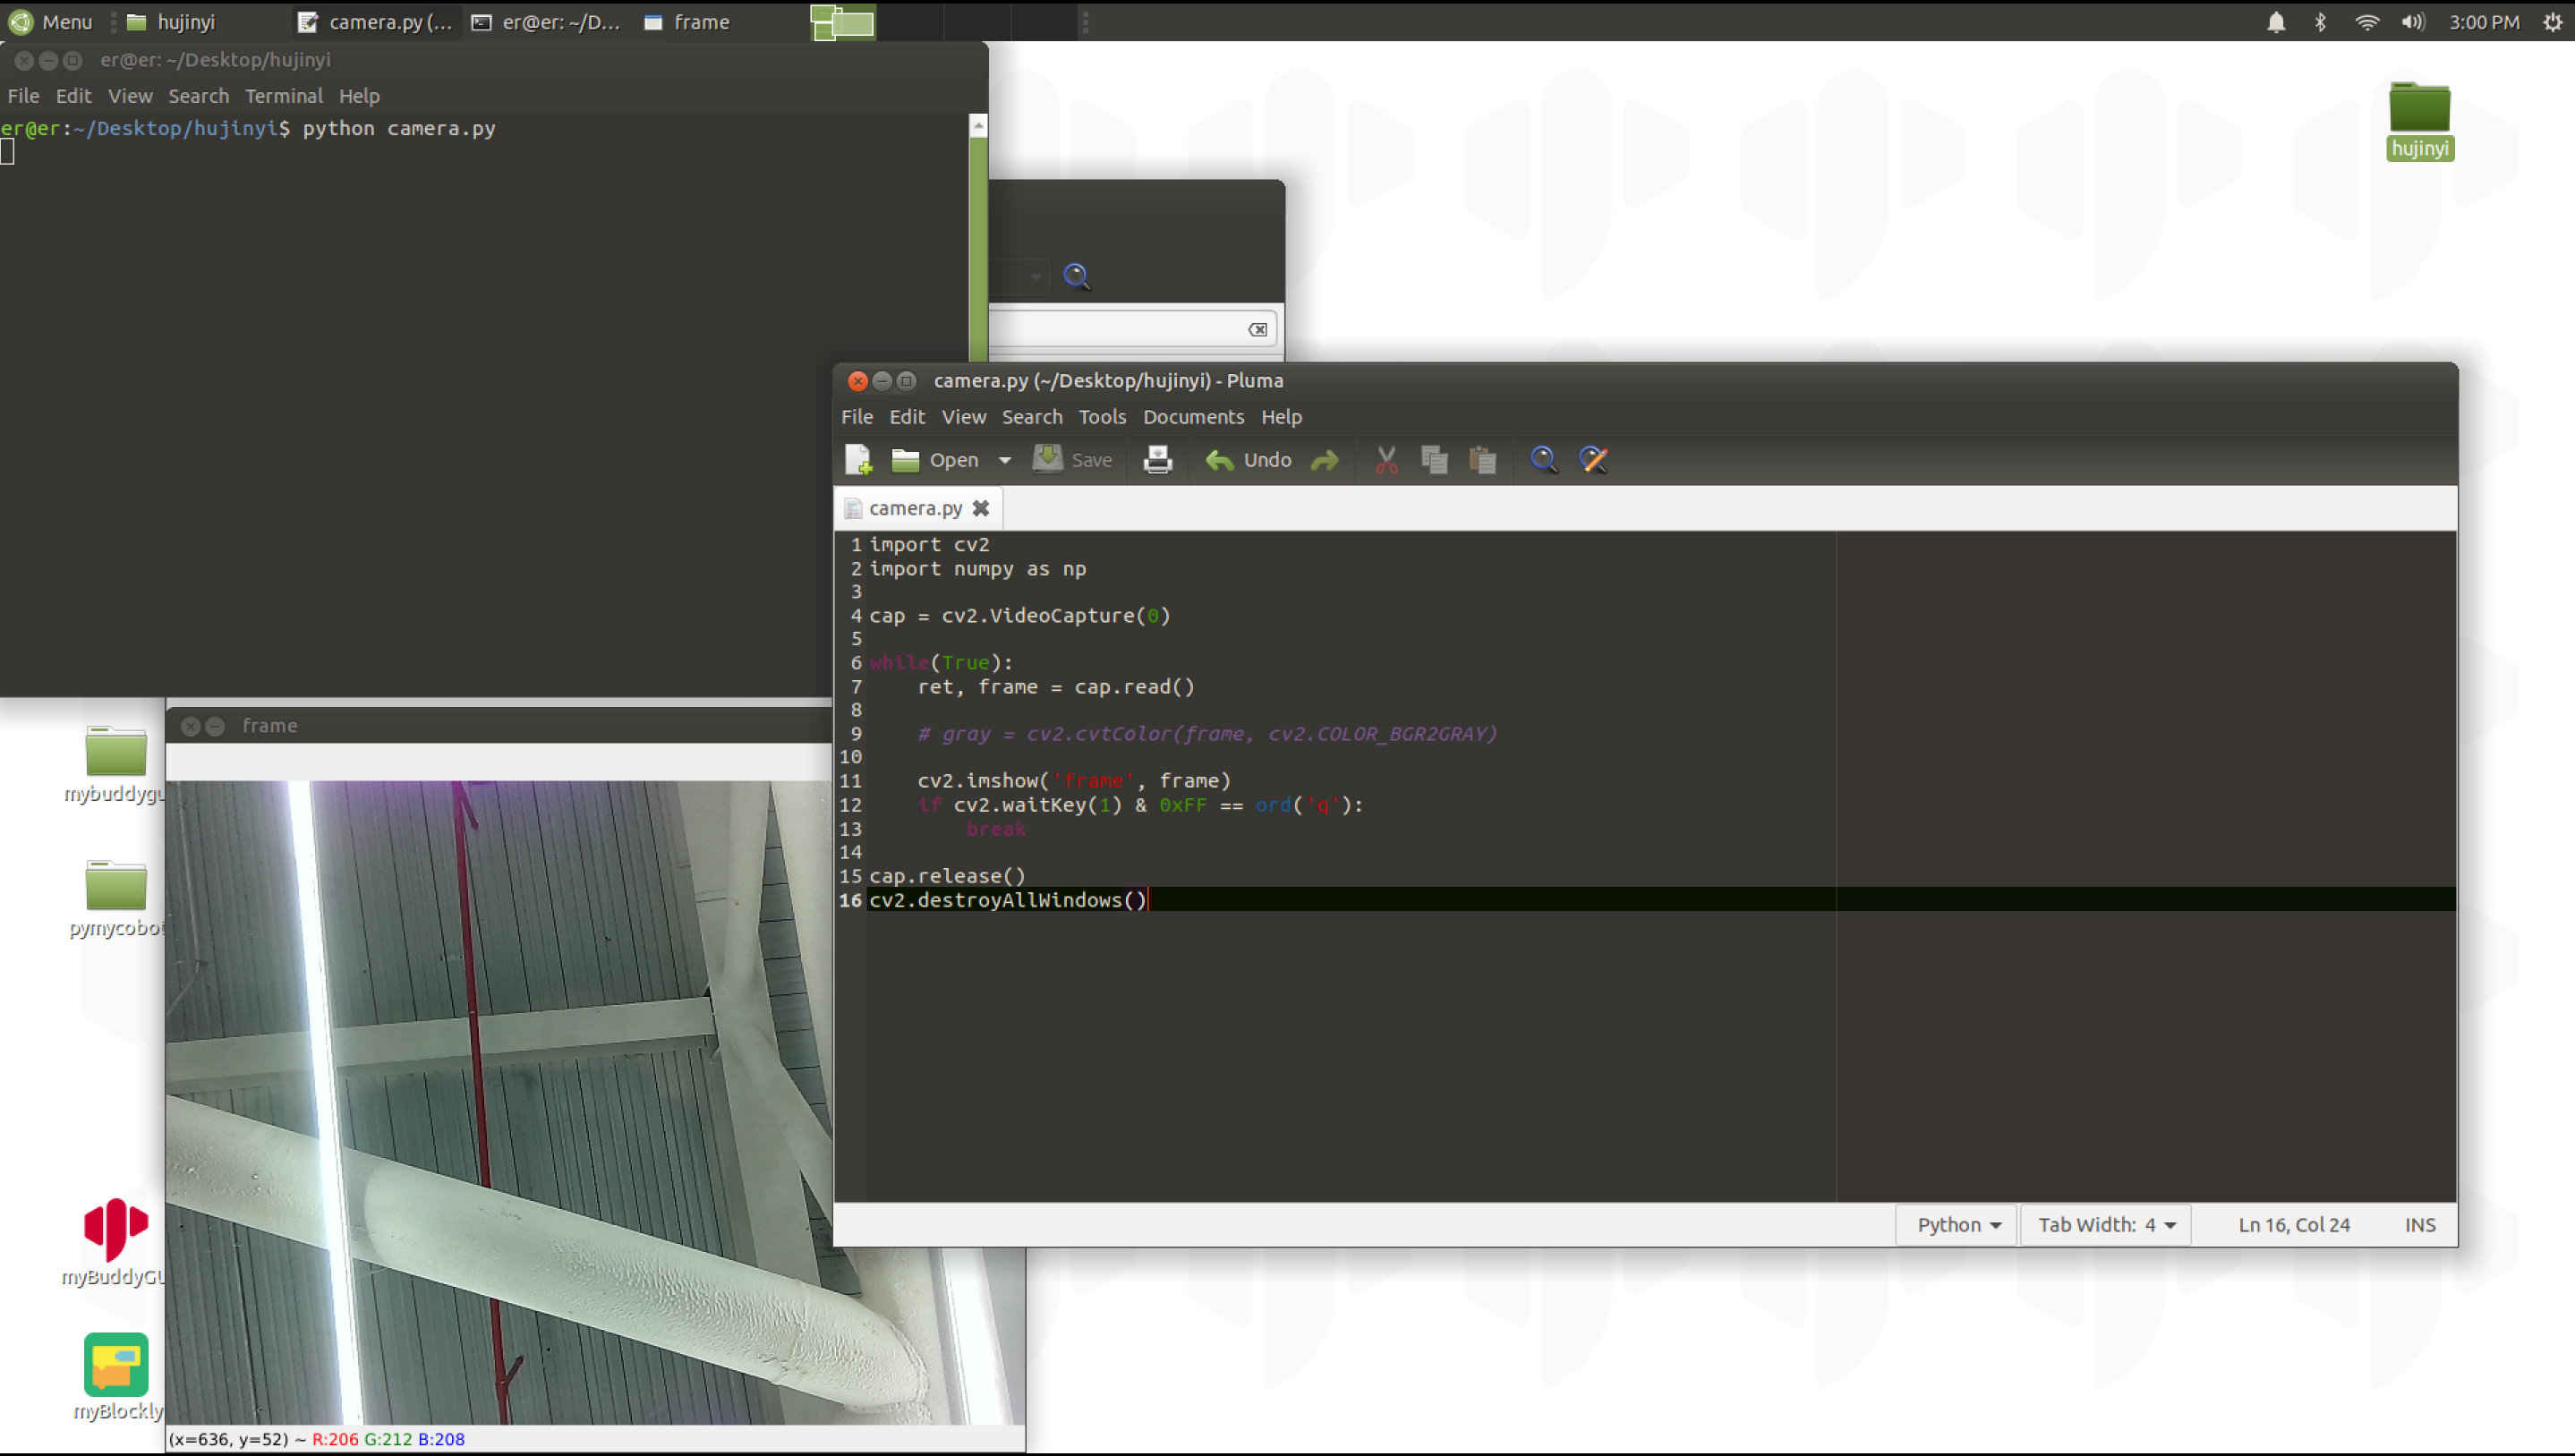 Menu hujinyi camera.py (... er@er: ~/D... frame 3:00 PM
er@er: ~/Desktop/hujinyi
File Edit View Search Terminal Help
er@er:~/Desktop/hujinyi$ python camera.py
hujinyi
camera.py (~/Desktop/hujinyi) - Pluma
File Edit View Search Tools Documents Help
Open Save Undo
camera.py
1 import cv2
2 import numpy as np
3
4 cap = cv2.VideoCapture(0)
5
6 while(True):
7 ret, frame = cap.read()
8
9 # gray = cv2.cvtColor(frame, cv2.COLOR_BGR2GRAY)
10
11 cv2.imshow('frame', frame)
12 if cv2.waitKey(1) & 0xFF == ord('q'):
13 break
14
15 cap.release()
16 cv2.destroyAllWindows()
Python Tab Width: 4 Ln 16, Col 24 INS
frame
mybuddygu
pymycobot
myBuddyGU
myBlockly
(x=636, y=52) ~ R:206 G:212 B:208